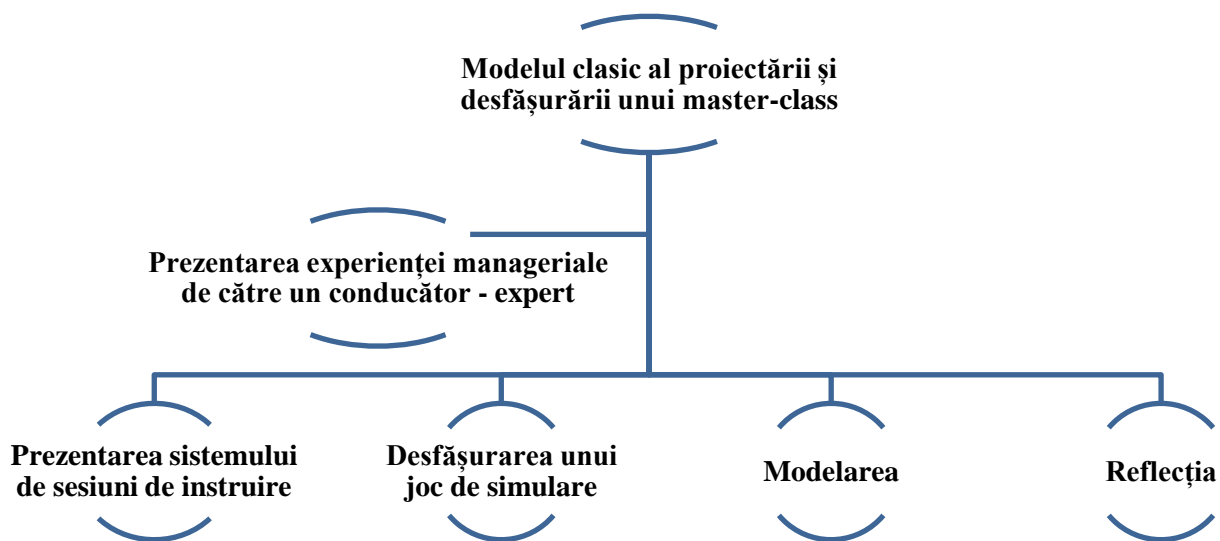 Modelul clasic al proiectării și
desfășurării unui master-class
Prezentarea experienței manageriale
de către un conducător - expert
Prezentarea sistemului
de sesiuni de instruire
Desfășurarea unui
joc de simulare
Modelarea
Reflecția